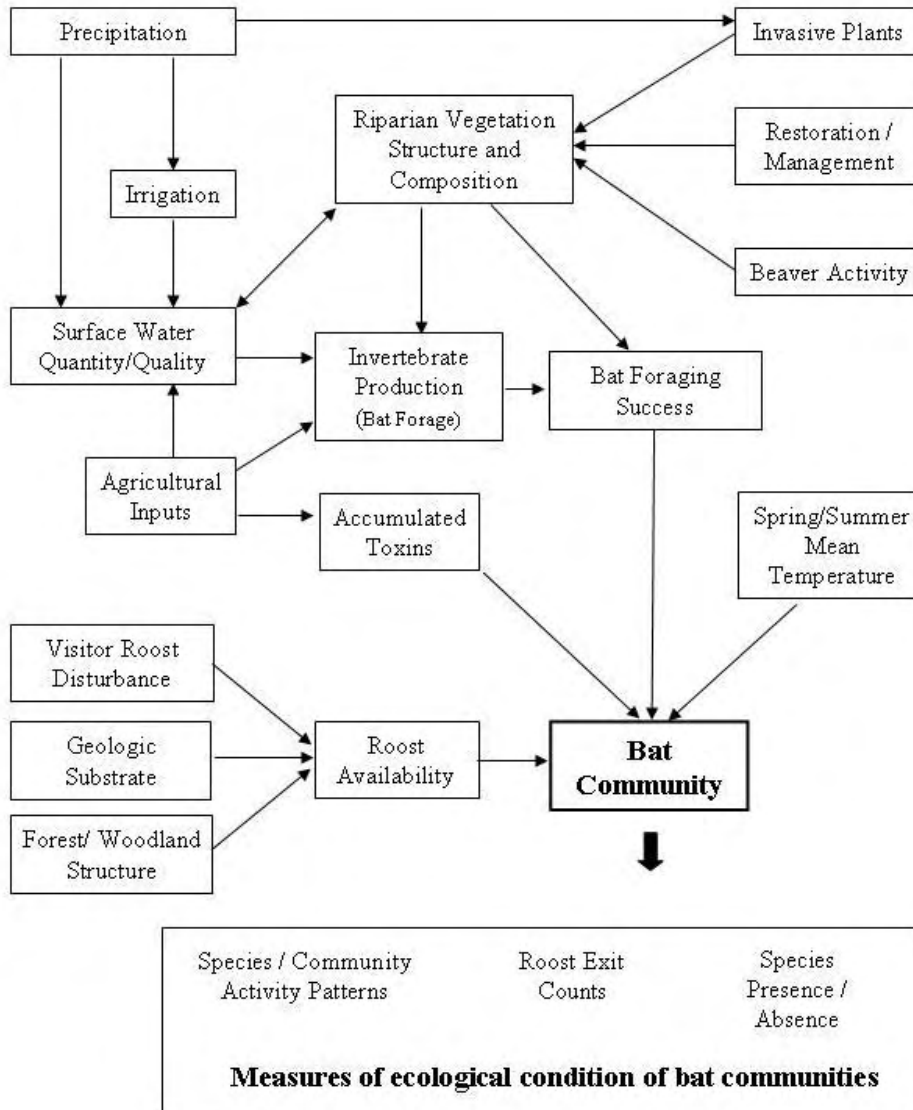 Precipitation
Invasive Plants
Riparian Vegetation
Structure and
Composition
Restoration /
Management
Irrigation
Beaver Activity
Surface Water
Quantity/Quality
Invertebrate
Production
(Bat Forage)
Bat Foraging
Success
Agricultural
Inputs
Accumulated
Toxins
Spring/Summer
Mean
Temperature
Visitor Roost
Disturbance
Geologic
Substrate
Roost
Availability
Bat
Community
Forest/ Woodland
Structure
Species / Community
Activity Patterns
Roost Exit
Counts
Species
Presence /
Absence
Measures of ecological condition of bat communities